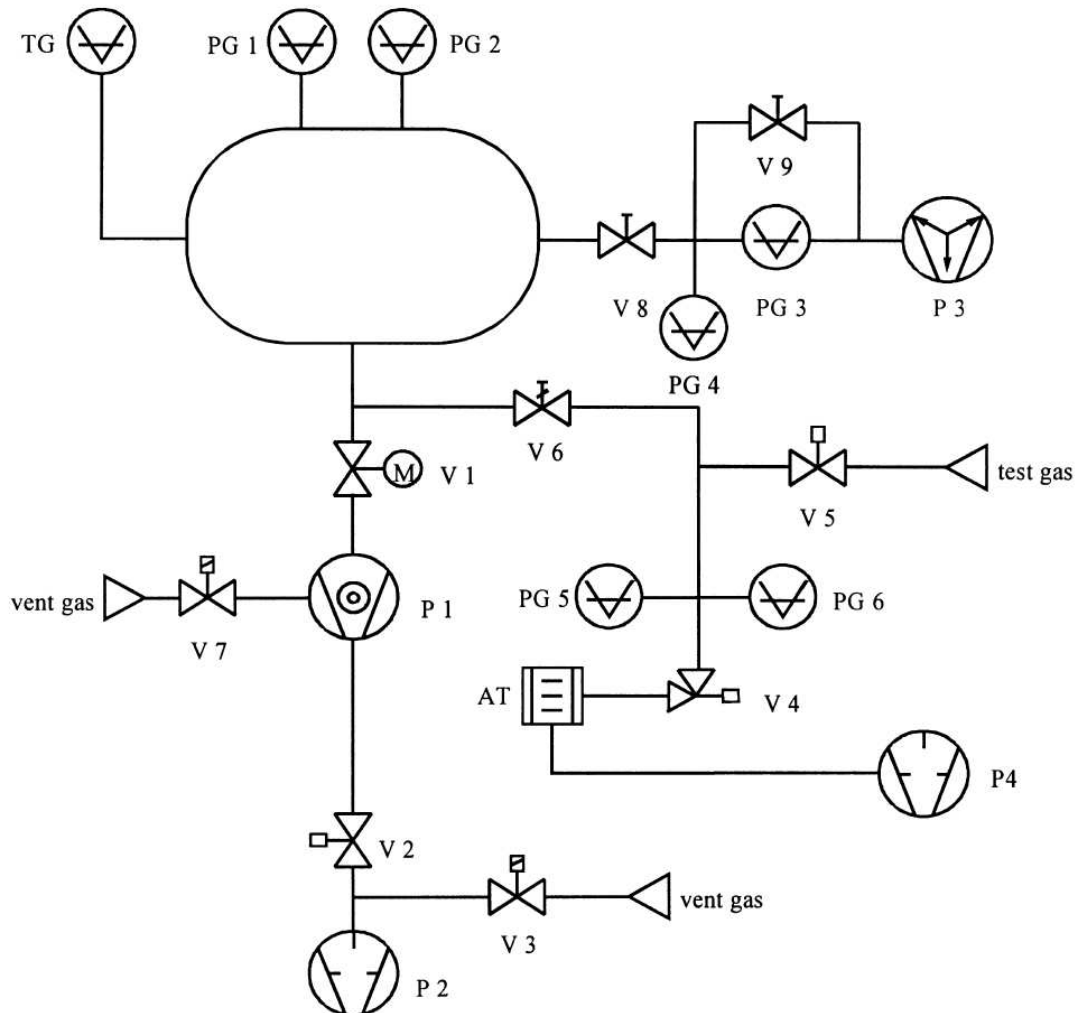 TG
PG 1
PG 2
V 9
V 8
PG 3
P 3
PG 4
V 6
M
V 1
test gas
V 5
vent gas
P 1
PG 5
PG 6
V 7
AT
V 4
P4
V 2
vent gas
V 3
P 2